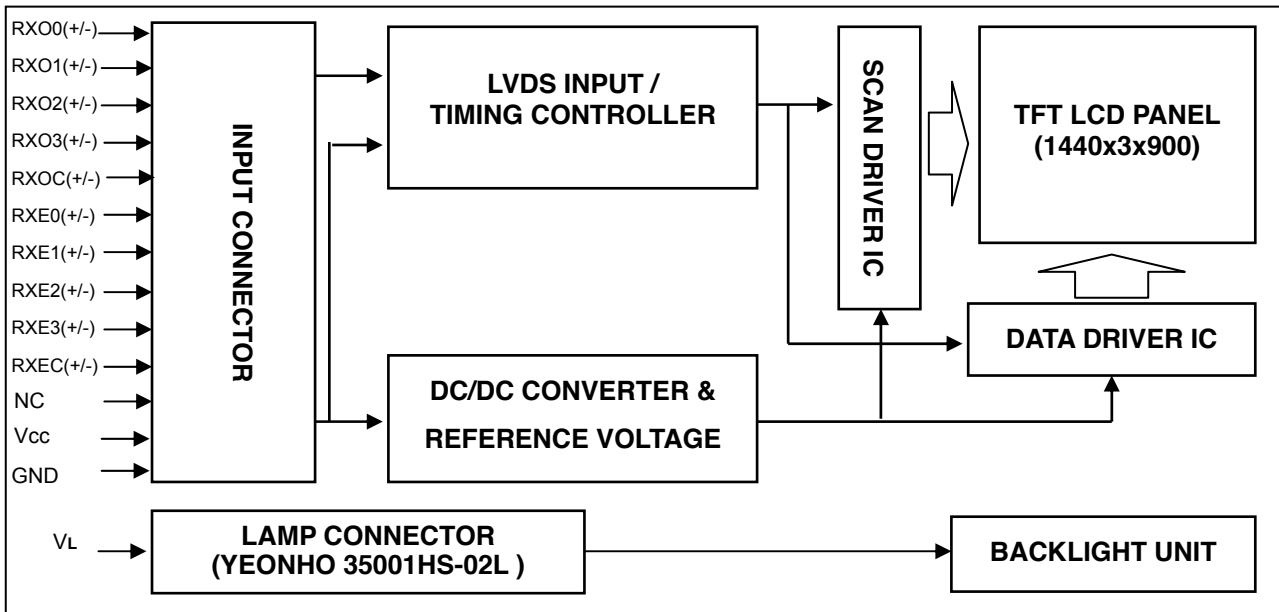 RXO0(+/-)
RXO1(+/-)
RXO2(+/-)
RXO3(+/-)
RXOC(+/-)
RXE0(+/-)
RXE1(+/-)
RXE2(+/-)
RXE3(+/-)
RXEC(+/-)
NC
Vcc
GND
VL
INPUT CONNECTOR
LVDS INPUT /
TIMING CONTROLLER
DC/DC CONVERTER &
REFERENCE VOLTAGE
SCAN DRIVER IC
TFT LCD PANEL
(1440x3x900)
DATA DRIVER IC
LAMP CONNECTOR
(YEONHO 35001HS-02L )
BACKLIGHT UNIT